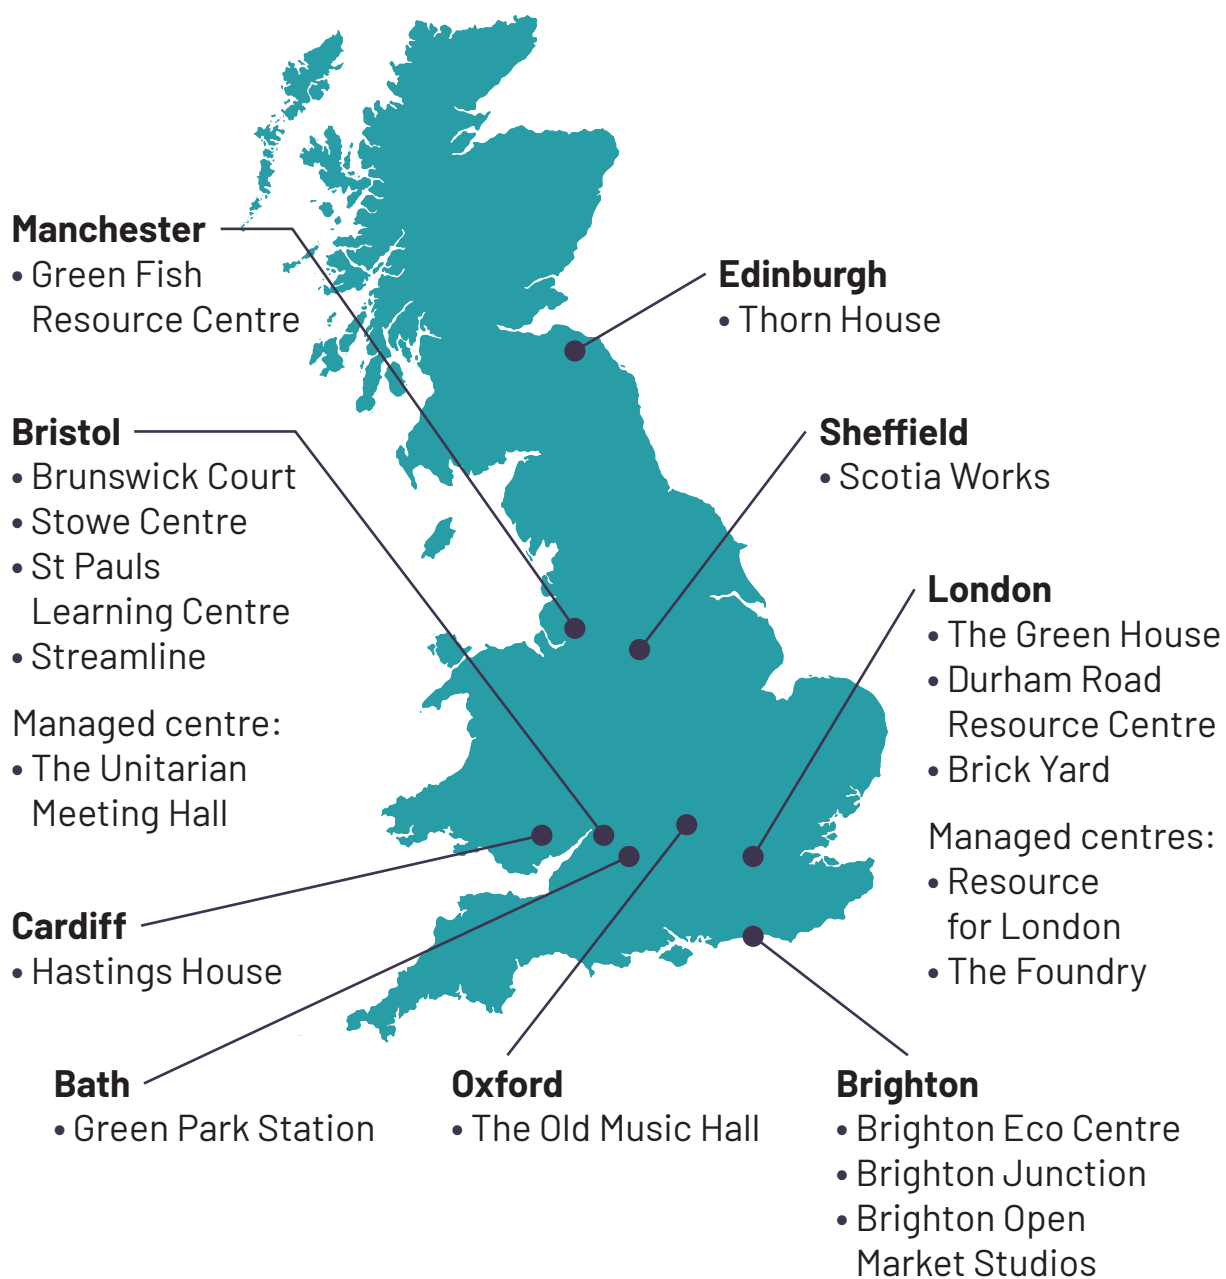 Manchester
• Green Fish
Resource Centre
Edinburgh
• Thorn House
Bristol
• Brunswick Court
• Stowe Centre
• St Pauls
Learning Centre
• Streamline
Managed centre:
• The Unitarian
Meeting Hall
Sheffield
• Scotia Works
London
• The Green House
• Durham Road
Resource Centre
• Brick Yard
Managed centres:
• Resource
for London
• The Foundry
Cardiff
• Hastings House
Bath
• Green Park Station
Oxford
• The Old Music Hall
Brighton
• Brighton Eco Centre
• Brighton Junction
• Brighton Open
Market Studios